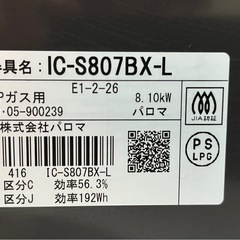 具名: IC-S807BX-L
E1-2-26
Pガス用 8.10kW
・05-900239 パロマ
株式会社パロマ
JIA認証
PS
LPG
416 IC-S807BX-L
区分C 効率56.3%
区分J 効率192Wh